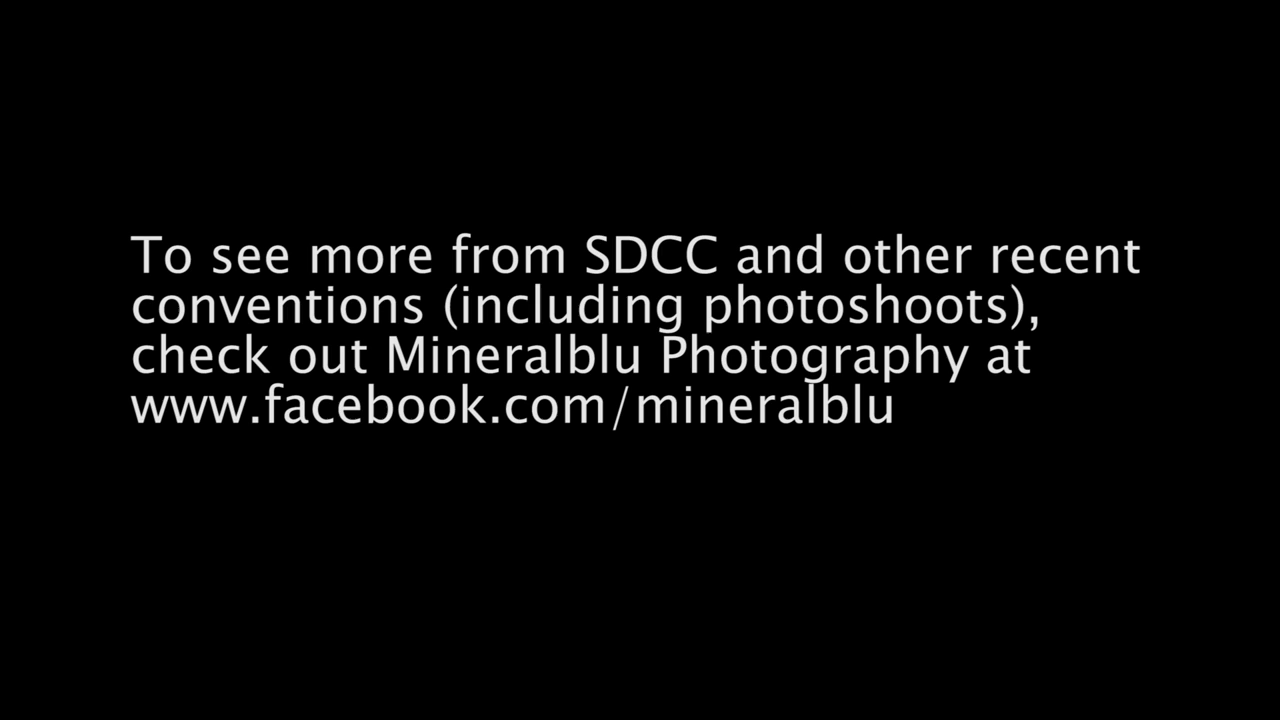 To see more from SDCC and other recent
conventions (including photoshoots),
check out Mineralblu Photography at
www.facebook.com/mineralblu